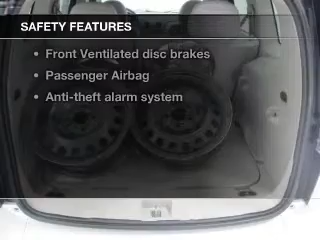 SAFETY FEATURES
• Front Ventilated disc brakes
• Passenger Airbag
• Anti-theft alarm system